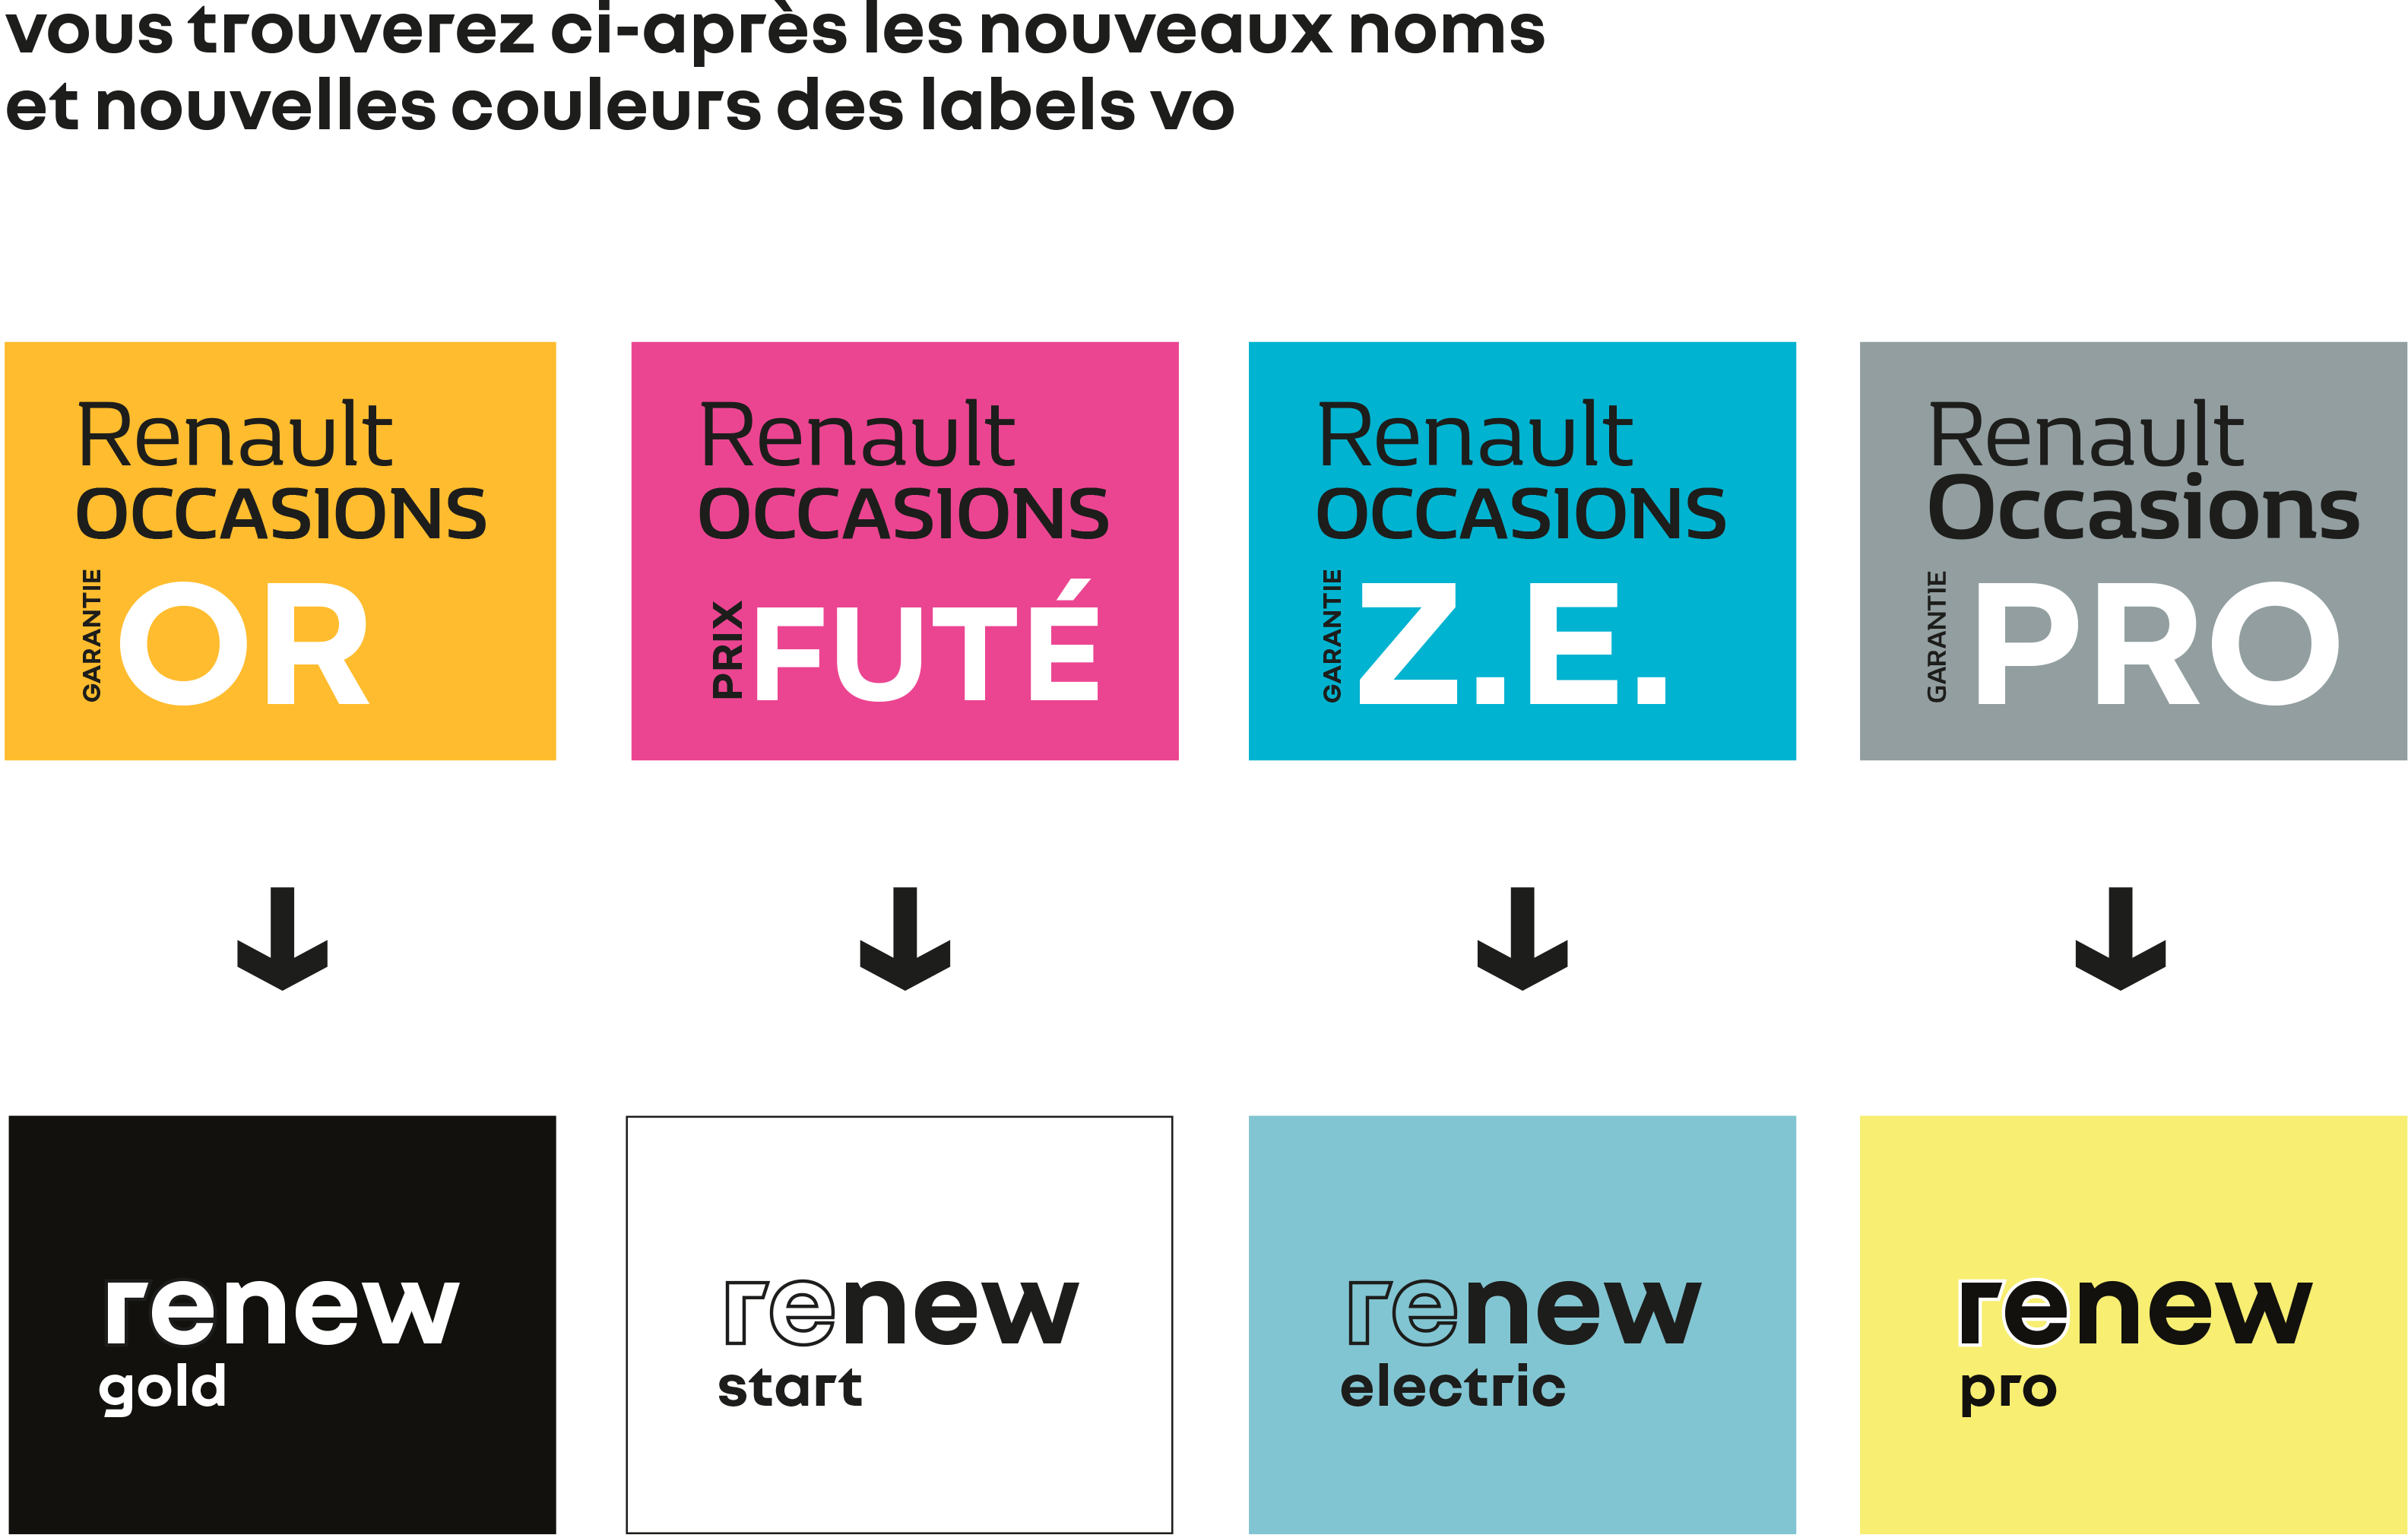 vous trouverez ci-après les nouveaux noms
et nouvelles couleurs des labels vo
Renault
OCCASIONS
GARANTIE
OR
Renault
OCCASIONS
PRIX
FUTÉ
Renault
OCCASIONS
GARANTIE
Z.E.
Renault
Occasions
GARANTIE
PRO
renew
gold
renew
start
renew
electric
renew
pro